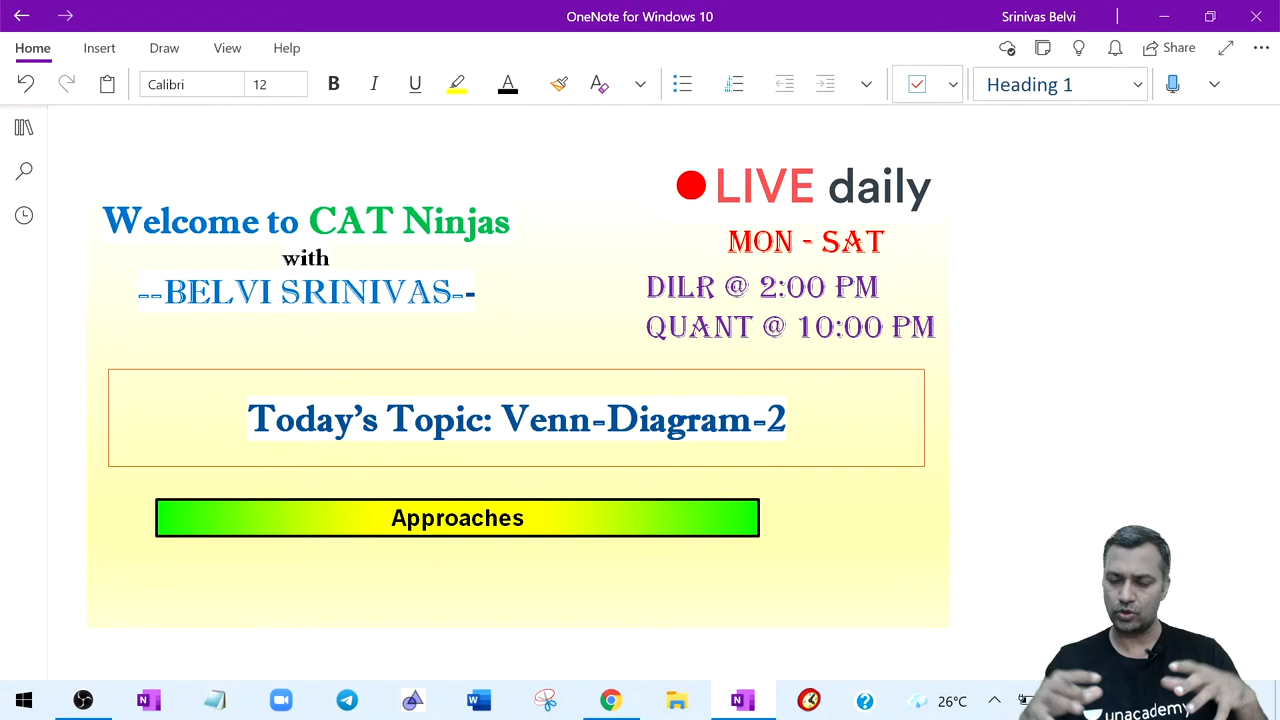 OneNote for Windows 10
Srinivas Belvi
Home Insert Draw View Help
Share
Calibri 12 B I U A A Heading 1
LIVE daily
Welcome to CAT Ninjas
with
--BELVI SRINIVAS--
MON - SAT
DILR @ 2:00 PM
QUANT @ 10:00 PM
Today's Topic: Venn-Diagram-2
Approaches
unacademy
26°C